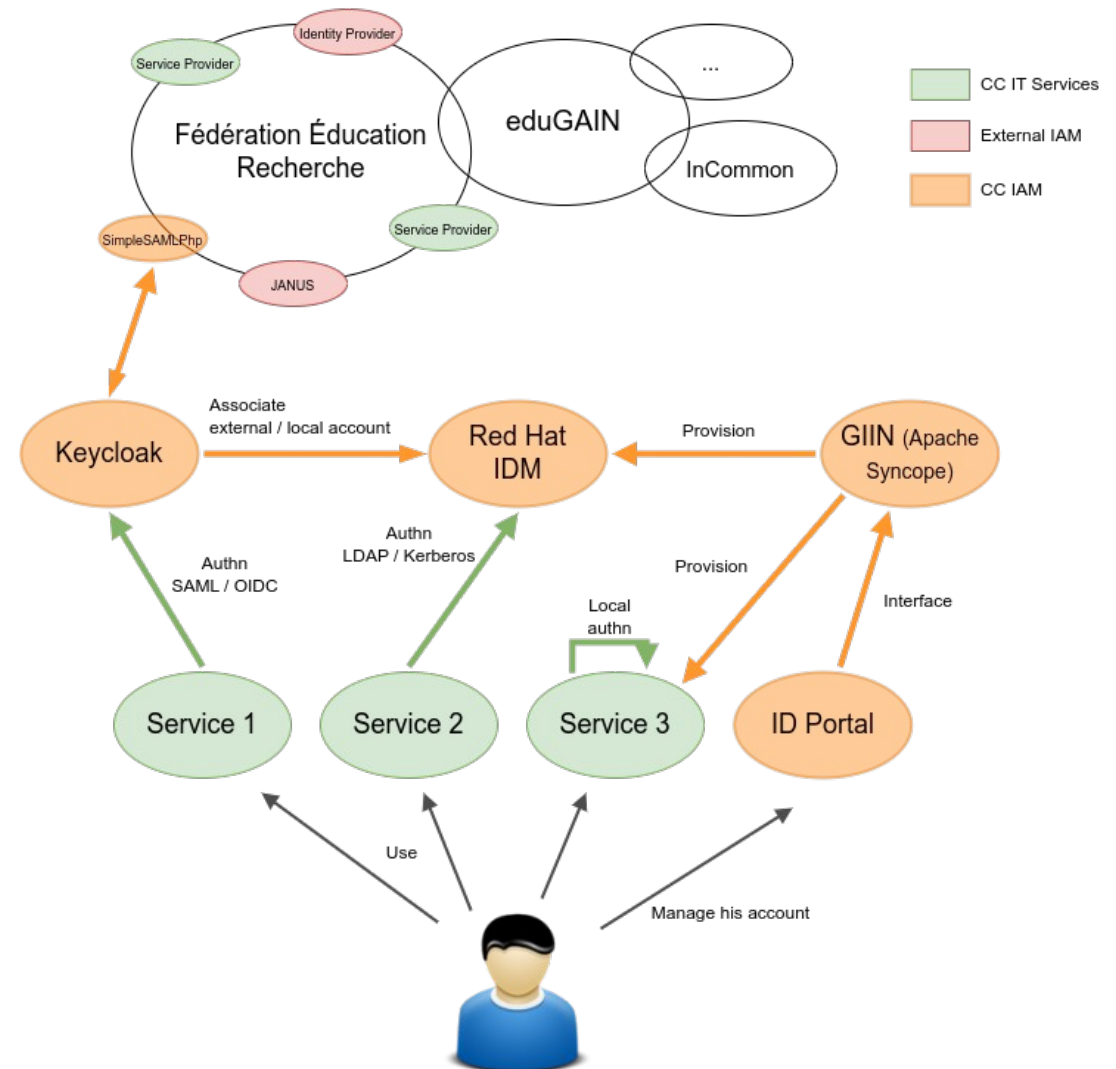 Identity Provider
Service Provider
...
CC IT Services
eduGAIN
Fédération Éducation
Recherche
External IAM
InCommon
CC IAM
Service Provider
SimpleSAMLPhp
JANUS
Associate
external / local account
Keycloak
Red Hat
IDM
Provision
GIIN (Apache
Syncope)
Authn
SAML / OIDC
Authn
LDAP / Kerberos
Provision
Local
authn
Interface
Service 1
Service 2
Service 3
ID Portal
Use
Manage his account